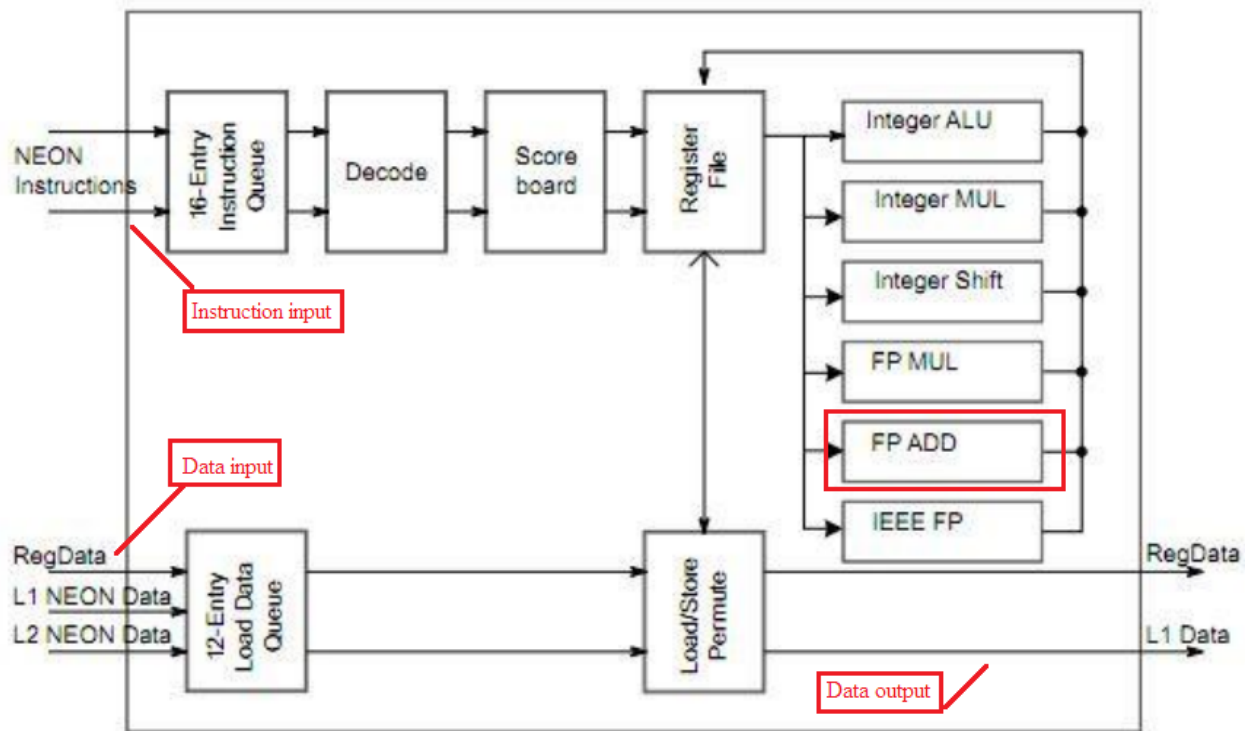 NEON
Instructions
16-Entry
Instruction
Queue
Decode
Score
board
Register
File
Integer ALU
Integer MUL
Integer Shift
FP MUL
FP ADD
IEEE FP
Instruction input
Data input
RegData
L1 NEON Data
L2 NEON Data
12-Entry
Load Data
Queue
Load/Store
Permute
RegData
L1 Data
Data output